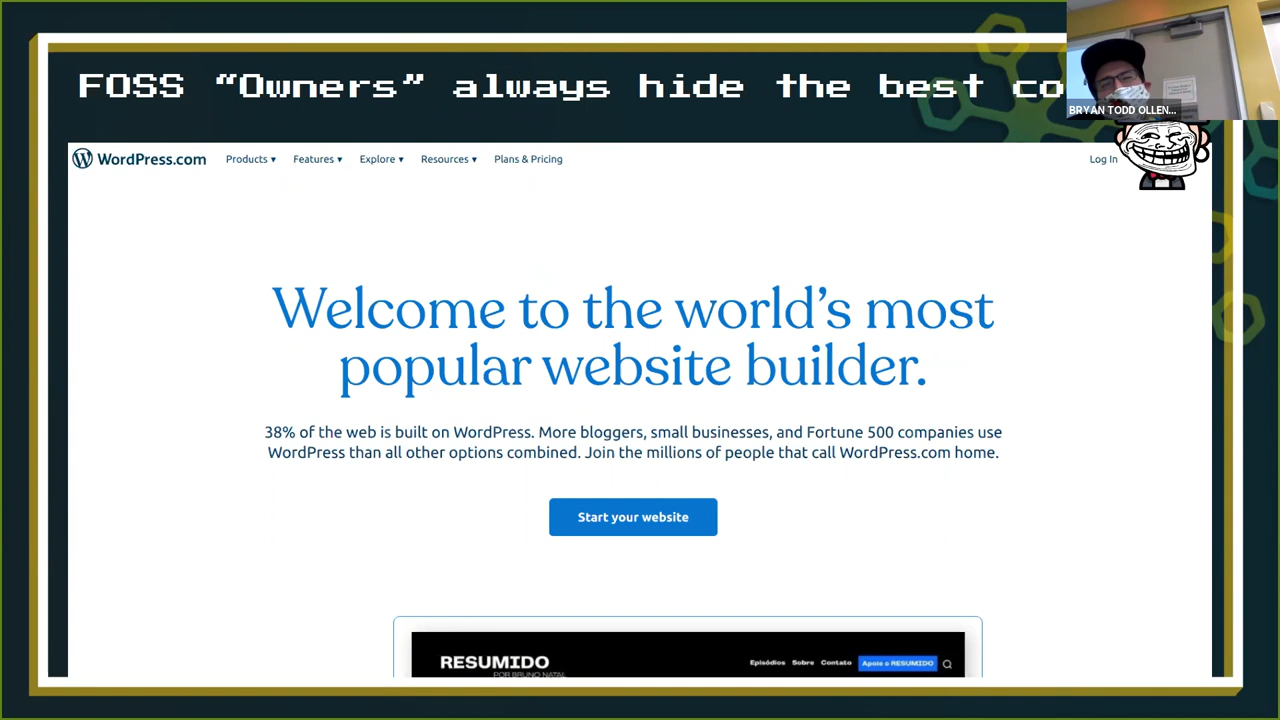 FOSS “Owners” always hide the best co
BRYAN TODD OLLEN...
WordPress.com Products ▾ Features ▾ Explore ▾ Resources ▾ Plans & Pricing Log In
Welcome to the world’s most
popular website builder.
38% of the web is built on WordPress. More bloggers, small businesses, and Fortune 500 companies use
WordPress than all other options combined. Join the millions of people that call WordPress.com home.
Start your website
RESUMIDO Episódios Sobre Contato Apoie o RESUMIDO
POR BRUNO NATAL